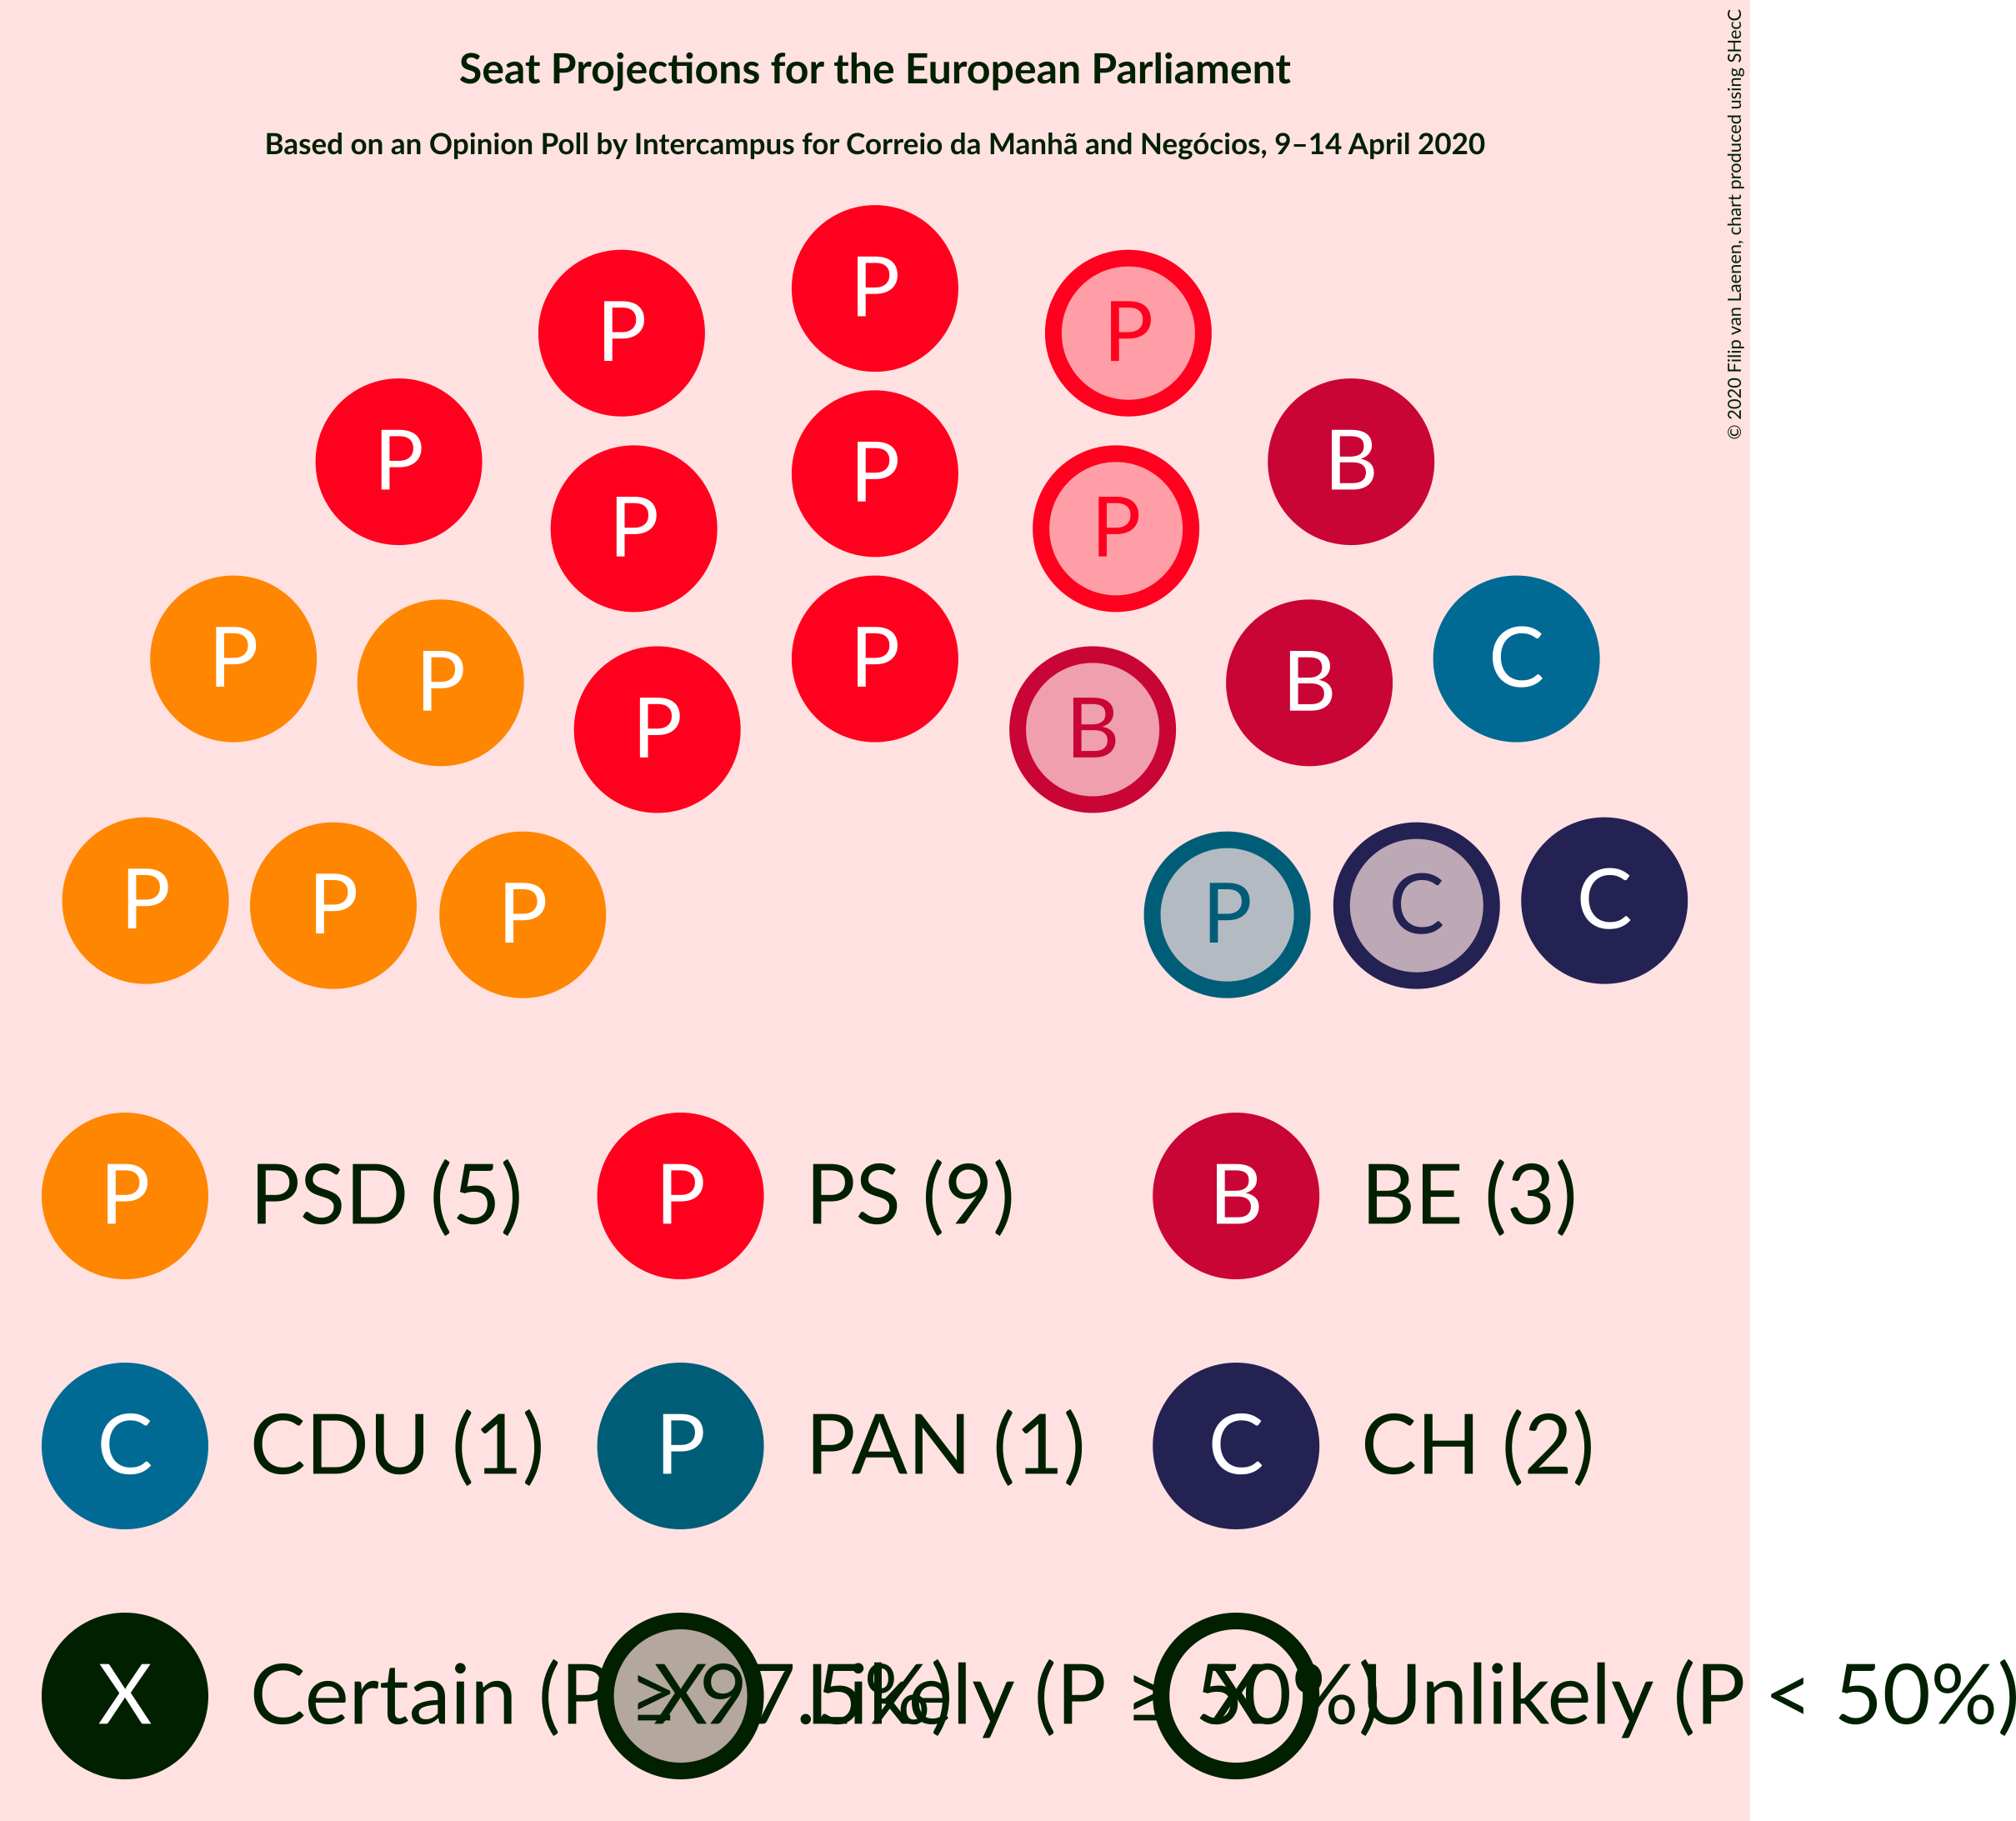 Seat Projections for the European Parliament
Based on an Opinion Poll by Intercampus for Correio da Manhã and Negócios, 9–14 April 2020
© 2020 Filip van Laenen, chart produced using SHecC
P
P P
P B
P
P P
P P C
P P B
P B
P P P P C C
P PSD (5) P PS (9) B BE (3)
C CDU (1) P PAN (1) C CH (2)
X Certain (P ≥ 97.5%) X Likely (P ≥ 50%) X Unlikely (P < 50%)